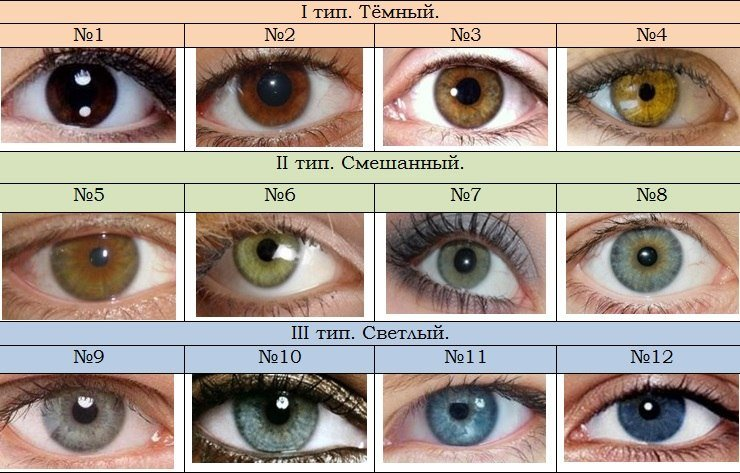 I тип. Тёмный.
№1 №2 №3 №4
II тип. Смешанный.
№5 №6 №7 №8
III тип. Светлый.
№9 №10 №11 №12